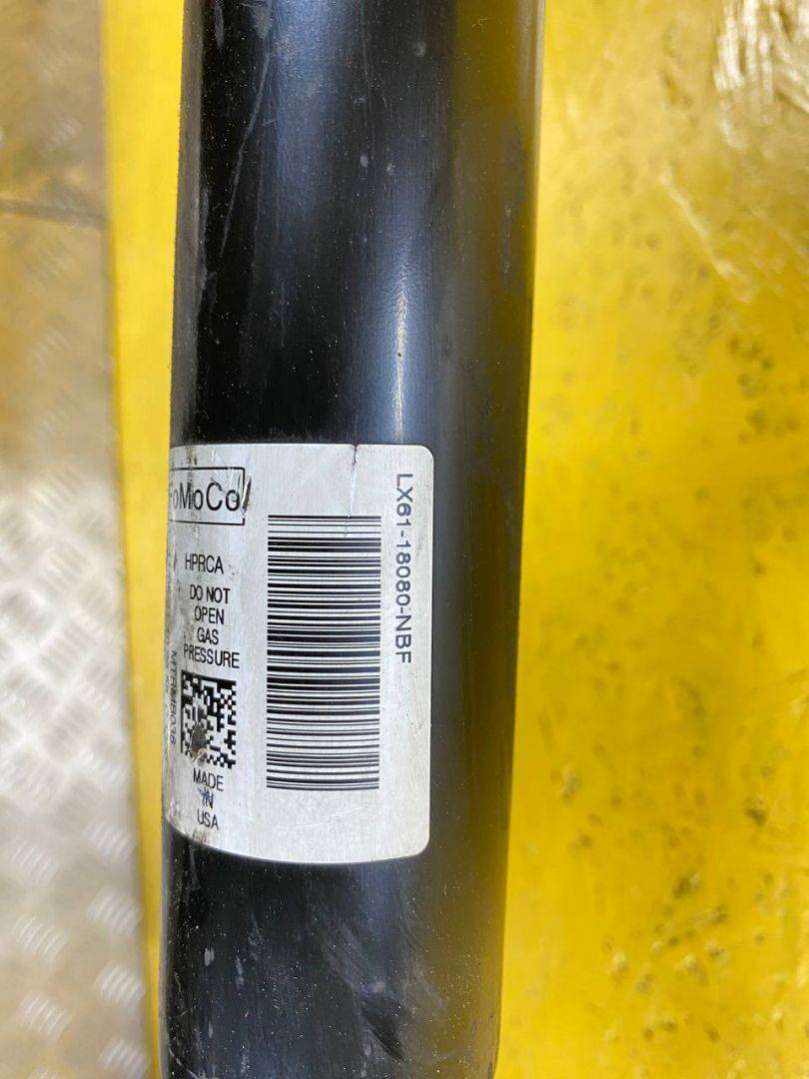 FoMoCo
HPRCA
DO NOT
OPEN
GAS
PRESSURE
MADE
IN
USA
LX61-18080-NBF